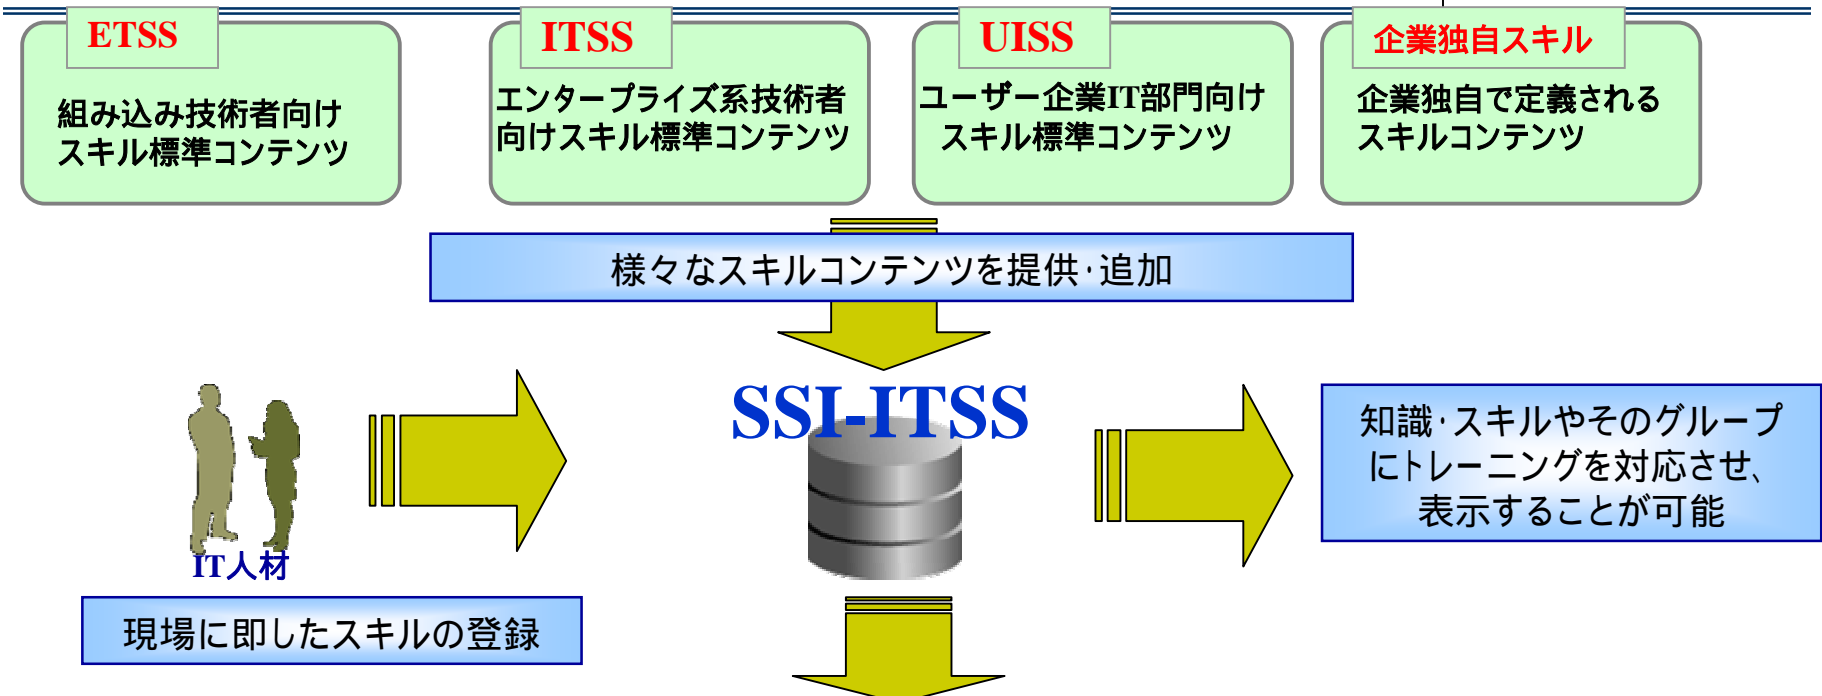 ETSS
組み込み技術者向け
スキル標準コンテンツ
ITSS
エンタープライズ系技術者
向けスキル標準コンテンツ
UISS
ユーザー企業IT部門向け
スキル標準コンテンツ
企業独自スキル
企業独自で定義される
スキルコンテンツ
様々なスキルコンテンツを提供・追加
SSI-ITSS
IT人材
現場に即したスキルの登録
知識・スキルやそのグループ
にトレーニングを対応させ、
表示することが可能